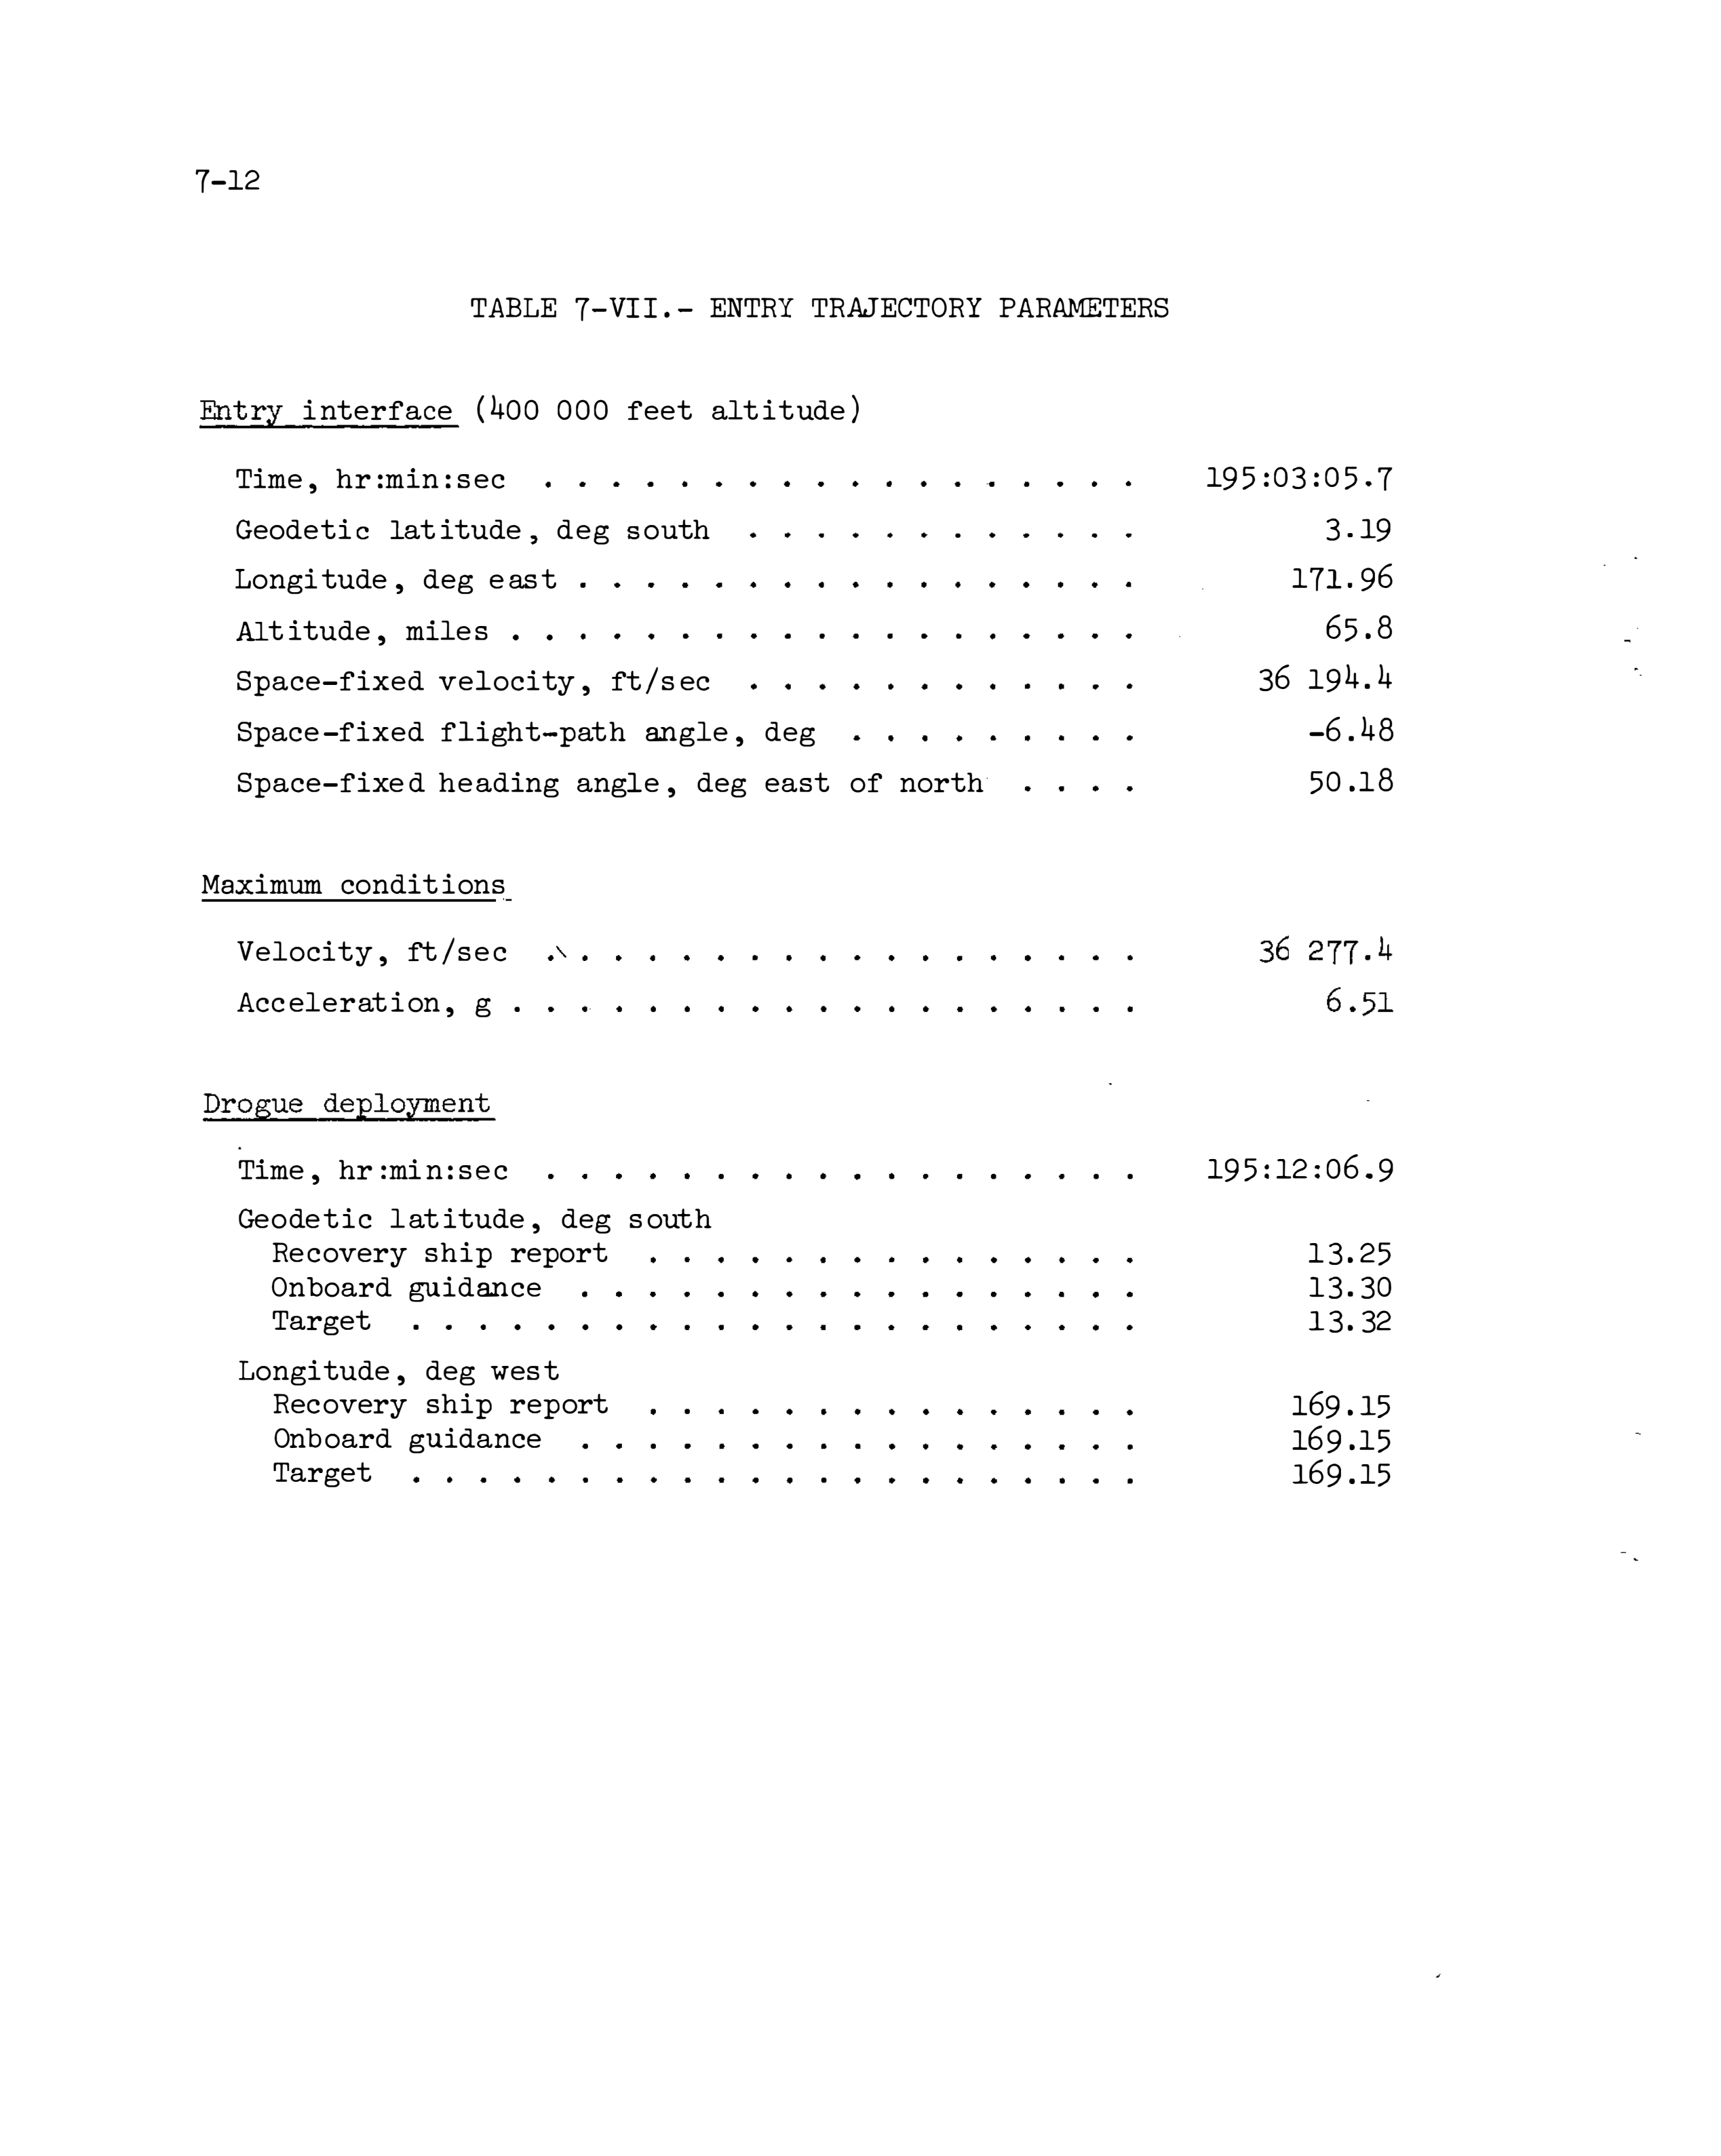 7-12
TABLE 7-VII.- ENTRY TRAJECTORY PARAMETERS
Entry interface (400 000 feet altitude)
Time, hr:min:sec . . . . . . . . . . . . . . . . . . 195:03:05.7
Geodetic latitude, deg south . . . . . . . . . . . . 3.19
Longitude, deg east . . . . . . . . . . . . . . . . . 171.96
Altitude, miles . . . . . . . . . . . . . . . . . . . 65.8
Space-fixed velocity, ft/sec . . . . . . . . . . . . 36 194.4
Space-fixed flight-path angle, deg . . . . . . . . . -6.48
Space-fixed heading angle, deg east of north . . . . 50.18
Maximum conditions
Velocity, ft/sec . . . . . . . . . . . . . . . . . . 36 277.4
Acceleration, g . . . . . . . . . . . . . . . . . . . 6.51
Drogue deployment
Time, hr:min:sec . . . . . . . . . . . . . . . . . . 195:12:06.9
Geodetic latitude, deg south
Recovery ship report . . . . . . . . . . . . . . . 13.25
Onboard guidance . . . . . . . . . . . . . . . . . 13.30
Target . . . . . . . . . . . . . . . . . . . . . . 13.32
Longitude, deg west
Recovery ship report . . . . . . . . . . . . . . . 169.15
Onboard guidance . . . . . . . . . . . . . . . . . 169.15
Target . . . . . . . . . . . . . . . . . . . . . . 169.15